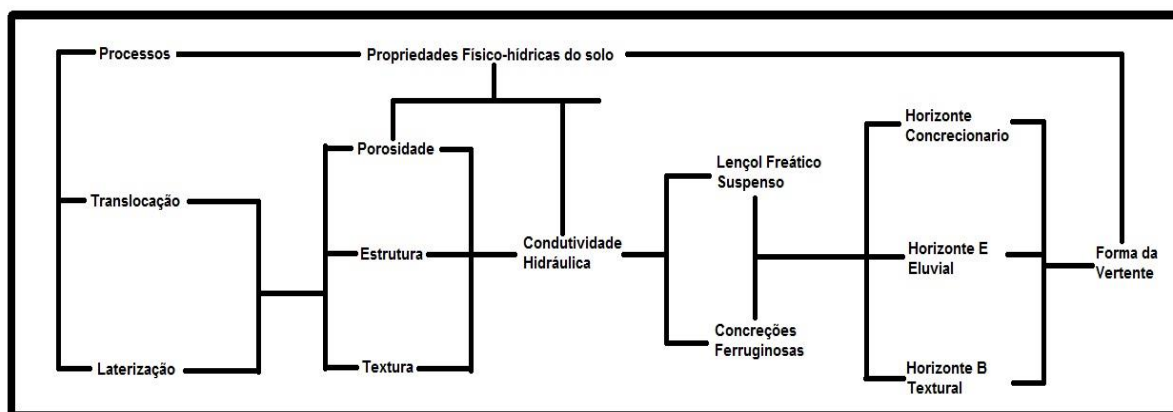 Processos
Propriedades Físico-hídricas do solo
Horizonte
Concrecionario
Porosidade
Lençol Freático
Suspenso
Translocação
Estrutura
Condutividade
Hidráulica
Horizonte E
Eluvial
Forma da
Vertente
Concreções
Ferruginosas
Laterização
Textura
Horizonte B
Textural